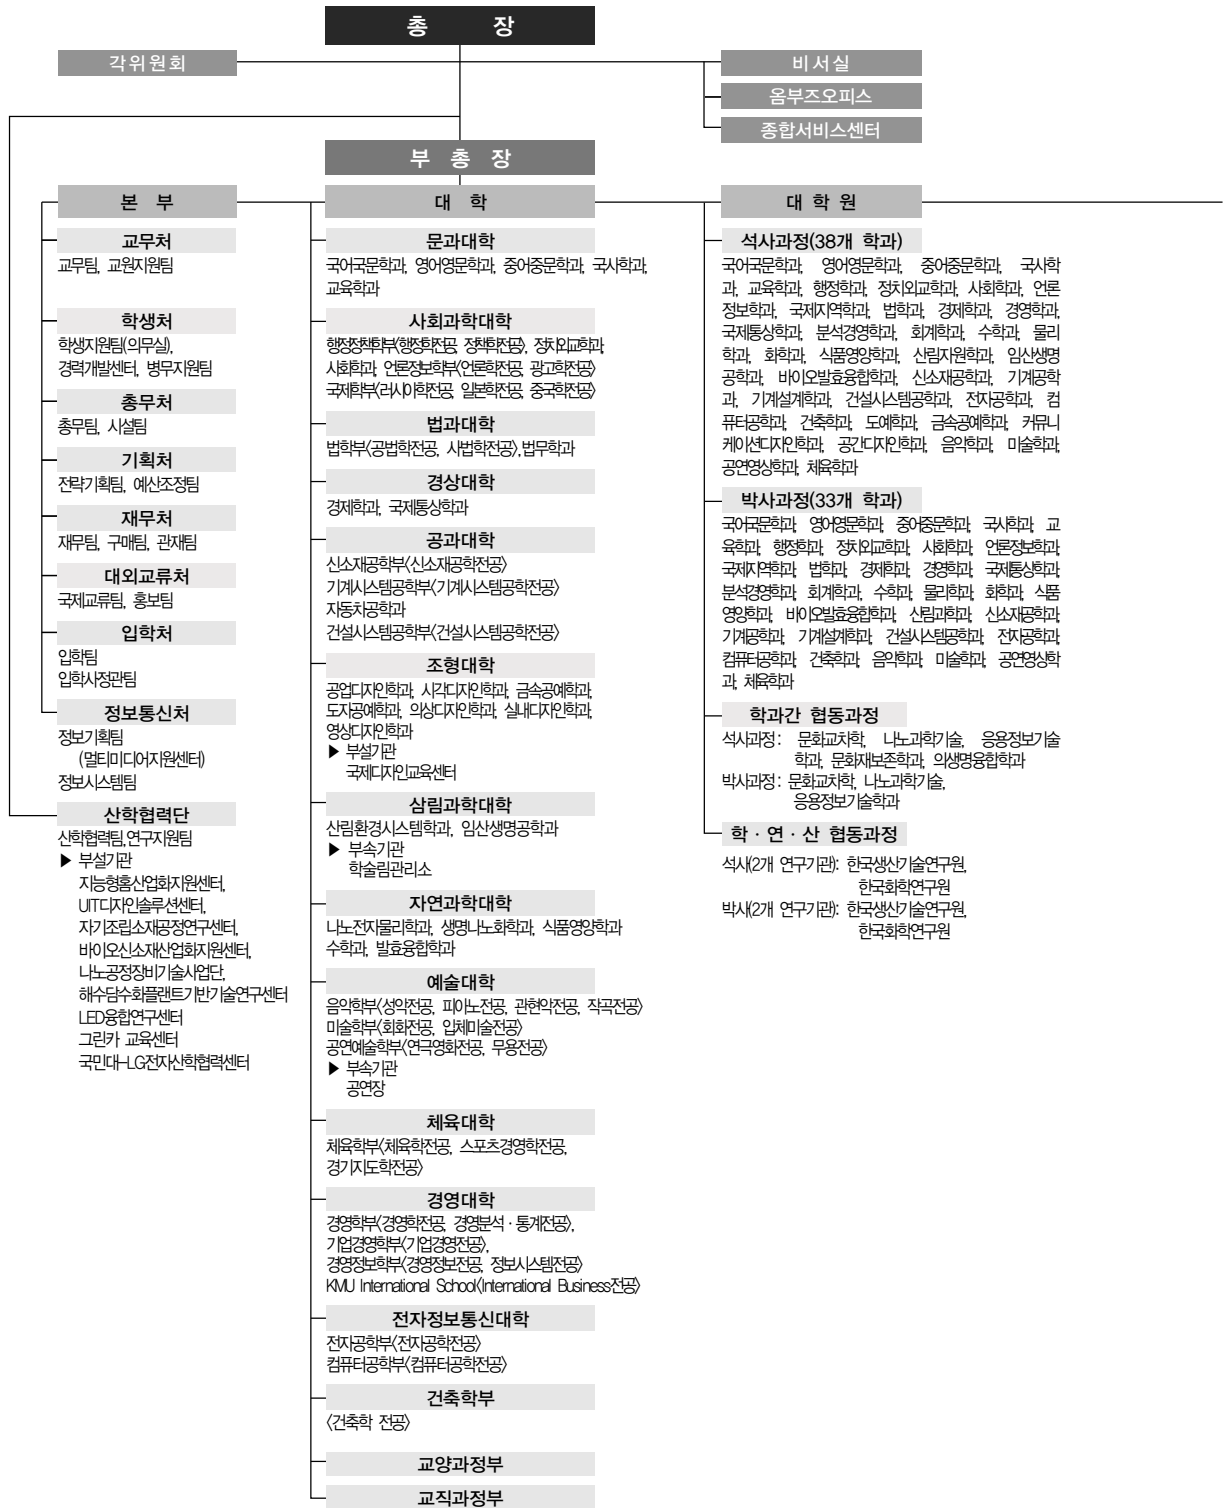 총 장
각위원회
비서실
옴부즈오피스
종합서비스센터
부 총 장
본 부
교무처
교무팀, 교원지원팀
학생처
학생지원팀(의무실),
경력개발센터, 병무지원팀
총무처
총무팀, 시설팀
기획처
전략기획팀, 예산조정팀
재무처
재무팀, 구매팀, 관재팀
대외교류처
국제교류팀, 홍보팀
입학처
입학팀
입학사정관팀
정보통신처
정보기획팀
(멀티미디어지원센터)
정보시스템팀
산학협력단
산학협력팀,연구지원팀
▶ 부설기관
지능형홈산업화지원센터,
UIT디자인솔루션센터,
자기조립소재공정연구센터,
바이오신소재산업화지원센터,
나노공정장비기술사업단,
해수담수화플랜트기반기술연구센터
LED융합연구센터
그린카 교육센터
국민대-LG전자산학협력센터
대 학
문과대학
국어국문학과, 영어영문학과, 중어중문학과, 국사학과,
교육학과
사회과학대학
행정정책학부〈행정학전공, 정책학전공〉, 정치외교학과,
사회학과, 언론정보학부〈언론학전공, 광고학전공〉
국제학부〈러시아학전공, 일본학전공, 중국학전공〉
법과대학
법학부〈공법학전공, 사법학전공〉,법무학과
경상대학
경제학과, 국제통상학과
공과대학
신소재공학부〈신소재공학전공〉
기계시스템공학부〈기계시스템공학전공〉
자동차공학과
건설시스템공학부〈건설시스템공학전공〉
조형대학
공업디자인학과, 시각디자인학과, 금속공예학과,
도자공예학과, 의상디자인학과, 실내디자인학과,
영상디자인학과
▶ 부설기관
국제디자인교육센터
삼림과학대학
산림환경시스템학과, 임산생명공학과
▶ 부속기관
학술림관리소
자연과학대학
나노전자물리학과, 생명나노화학과, 식품영양학과
수학과, 발효융합학과
예술대학
음악학부〈성악전공, 피아노전공, 관현악전공, 작곡전공〉
미술학부〈회화전공, 입체미술전공〉
공연예술학부〈연극영화전공, 무용전공〉
▶ 부속기관
공연장
체육대학
체육학부〈체육학전공, 스포츠경영학전공,
경기지도학전공〉
경영대학
경영학부〈경영학전공, 경영분석·통계전공〉,
기업경영학부〈기업경영전공〉,
경영정보학부〈경영정보전공, 정보시스템전공〉
KMU International School〈International Business전공〉
전자정보통신대학
전자공학부〈전자공학전공〉
컴퓨터공학부〈컴퓨터공학전공〉
건축학부
〈건축학 전공〉
교양과정부
교직과정부
대 학 원
석사과정(38개 학과)
국어국문학과, 영어영문학과, 중어중문학과, 국사학
과, 교육학과, 행정학과, 정치외교학과, 사회학과, 언론
정보학과, 국제지역학과, 법학과, 경제학과, 경영학과,
국제통상학과, 분석경영학과, 회계학과, 수학과, 물리
학과, 화학과, 식품영양학과, 산림자원학과, 임산생명
공학과, 바이오발효융합학과, 신소재공학과, 기계공학
과, 기계설계학과, 건설시스템공학과, 전자공학과, 컴
퓨터공학과, 건축학과, 도예학과, 금속공예학과, 커뮤니
케이션디자인학과, 공간디자인학과, 음악학과, 미술학과,
공연영상학과, 체육학과
박사과정(33개 학과)
국어국문학과, 영어영문학과, 중어중문학과, 국사학과, 교
육학과, 행정학과, 정치외교학과, 사회학과, 언론정보학과,
국제지역학과, 법학과, 경제학과, 경영학과, 국제통상학과,
분석경영학과, 회계학과, 수학과, 물리학과, 화학과, 식품
영양학과, 바이오발효융합학과, 산림과학과, 신소재공학과,
기계공학과, 기계설계학과, 건설시스템공학과, 전자공학과,
컴퓨터공학과, 건축학과, 음악학과, 미술학과, 공연영상학
과, 체육학과
학과간 협동과정
석사과정 : 문화교차학, 나노과학기술, 응용정보기술
학과, 문화재보존학과, 의생명융합학과
박사과정 : 문화교차학, 나노과학기술,
응용정보기술학과
학 · 연 · 산 협동과정
석사(2개 연구기관): 한국생산기술연구원,
한국화학연구원
박사(2개 연구기관): 한국생산기술연구원,
한국화학연구원